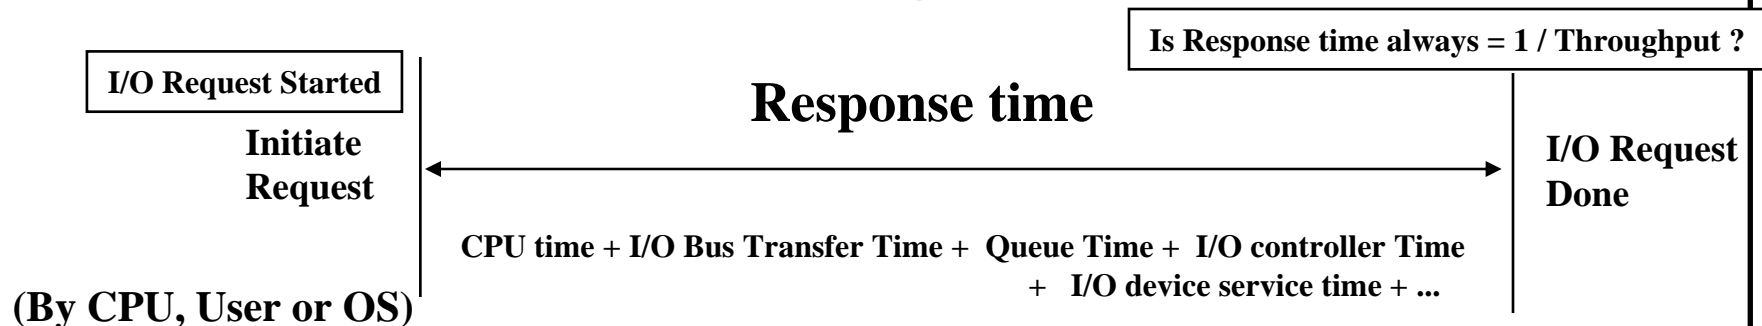 Is Response time always = 1 / Throughput ?
I/O Request Started
Response time
Initiate
Request
I/O Request
Done
CPU time + I/O Bus Transfer Time + Queue Time + I/O controller Time
+ I/O device service time + ...
(By CPU, User or OS)